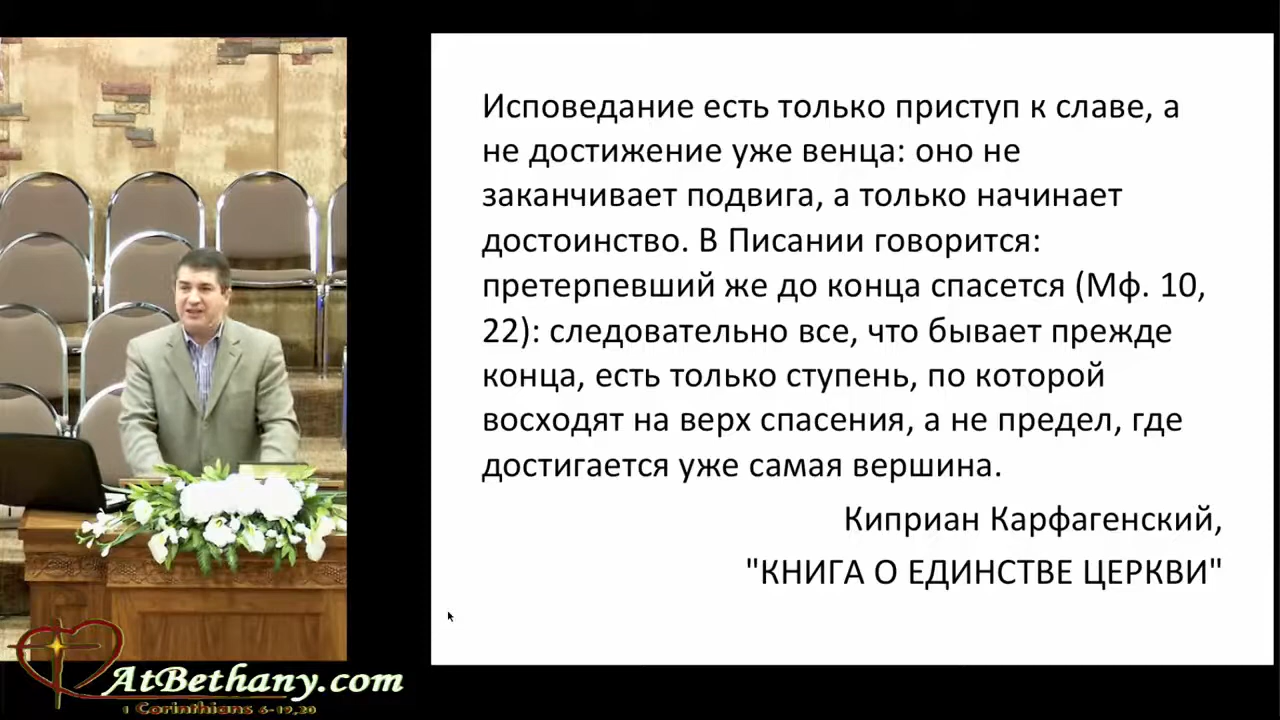 Исповедание есть только приступ к славе, а
не достижение уже венца: оно не
заканчивает подвига, а только начинает
достоинство. В Писании говорится:
претерпевший же до конца спасется (Мф. 10,
22): следовательно все, что бывает прежде
конца, есть только ступень, по которой
восходят на верх спасения, а не предел, где
достигается уже самая вершина.
Киприан Карфагенский,
"КНИГА О ЕДИНСТВЕ ЦЕРКВИ"
AtBethany.com
1 Corinthians 6-19,20